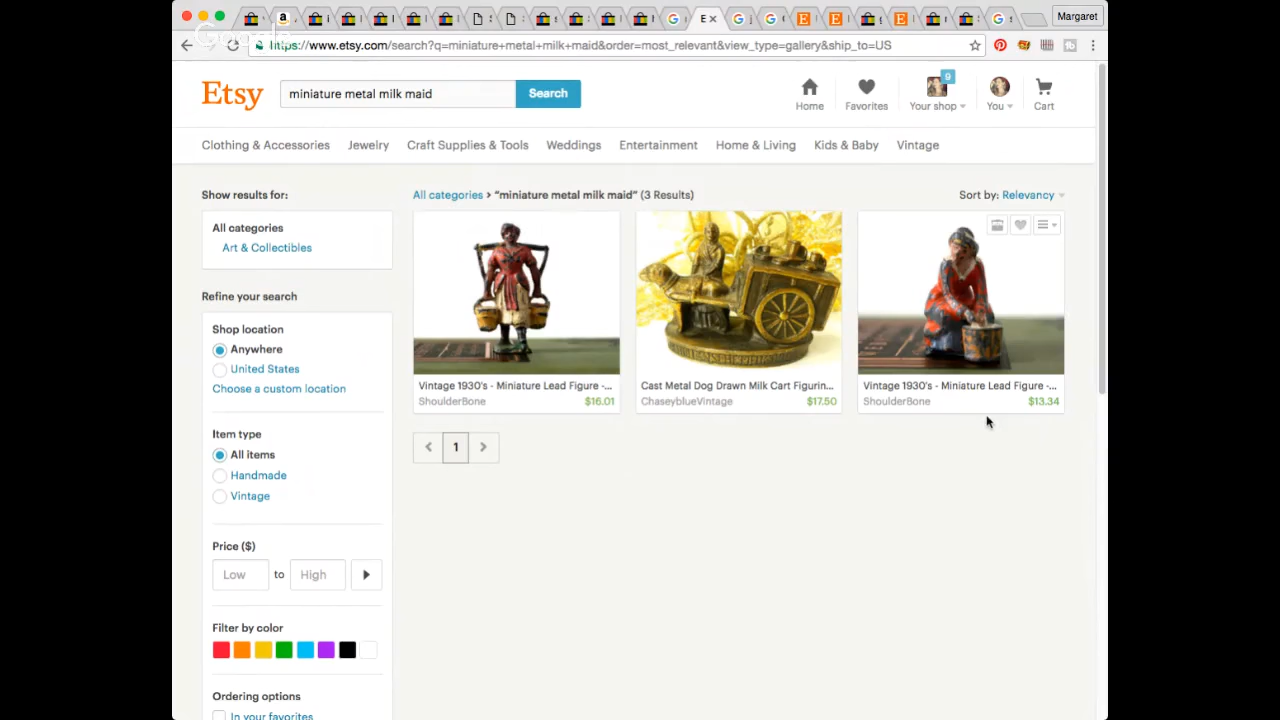 Margaret
Google
https://www.etsy.com/search?q=miniature+metal+milk+maid&order=most_relevant&view_type=gallery&ship_to=US
Etsy
miniature metal milk maid
Search
9
Home
Favorites
Your shop
You
Cart
Clothing & Accessories
Jewelry
Craft Supplies & Tools
Weddings
Entertainment
Home & Living
Kids & Baby
Vintage
Show results for:
All categories > "miniature metal milk maid" (3 Results)
Sort by: Relevancy
All categories
Art & Collectibles
Refine your search
Shop location
Anywhere
United States
Choose a custom location
Item type
All items
Handmade
Vintage
Price ($)
Low
to
High
Filter by color
Ordering options
In your favorites
Vintage 1930's - Miniature Lead Figure -...
ShoulderBone
$16.01
Cast Metal Dog Drawn Milk Cart Figurin...
ChaseyblueVintage
$17.50
Vintage 1930's - Miniature Lead Figure -...
ShoulderBone
$13.34
1